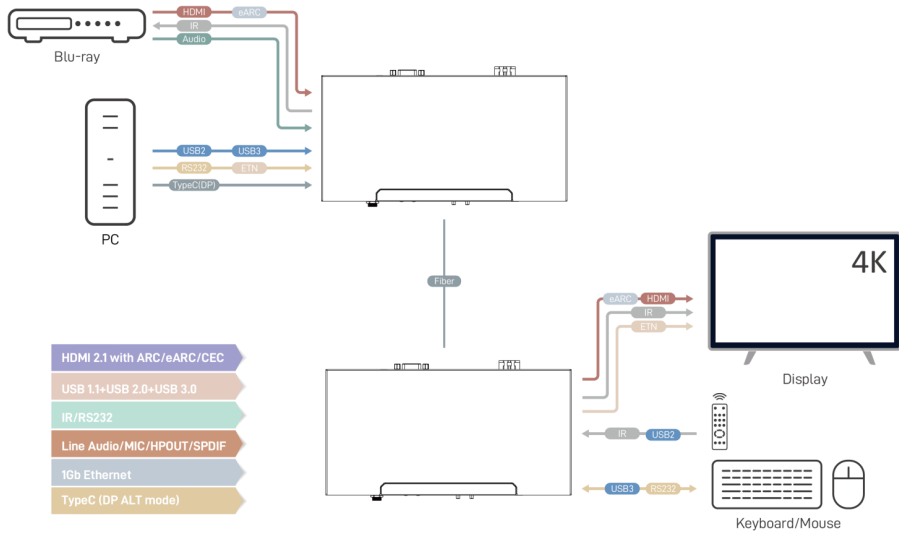 HDMI eARC
IR
Audio
Blu-ray
USB2 USB3
RS232 ETN
TypeC(DP)
PC
Fiber
4K
eARC HDMI
IR
ETN
Display
HDMI 2.1 with ARC/eARC/CEC
USB 1.1+USB 2.0+USB 3.0
IR/RS232
Line Audio/MIC/HPOUT/SPDIF
1Gb Ethernet
TypeC (DP ALT mode)
IR USB2
USB3 RS232
Keyboard/Mouse